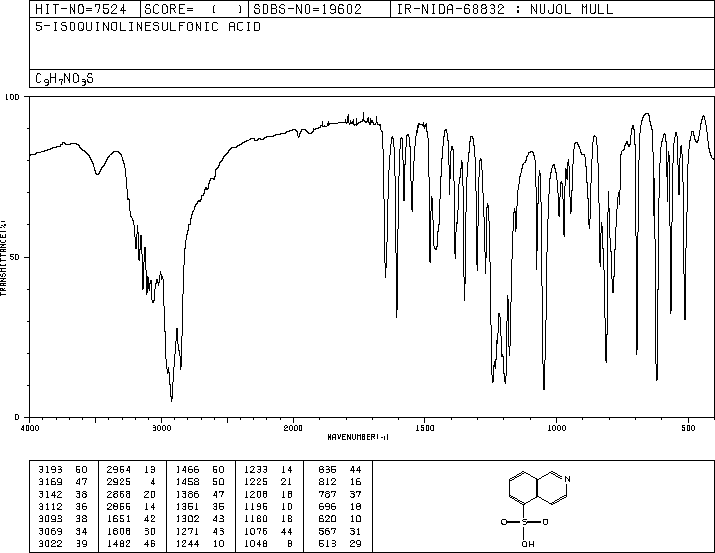 HIT-NO=7524 SCORE= ( ) SDBS-NO=19602 IR-NIDA-68832 : NUJOL MULL
5-ISOQUINOLINESULFONIC ACID
C9H7NO3S
100
50
0
TRANSMITTANCE(%)
4000 3000 2000 1500 1000 500
WAVENUMBER(-1)
3193 50 2954 13 1466 50 1233 14 835 44
3169 47 2925 4 1458 50 1225 21 812 16
3142 38 2868 20 1386 47 1208 18 787 37
3112 36 2855 14 1351 35 1195 10 696 18
3093 38 1651 42 1302 43 1180 18 620 10
3069 34 1608 30 1271 43 1076 44 567 31
3022 39 1482 46 1244 10 1048 8 513 29
N
O S O
OH